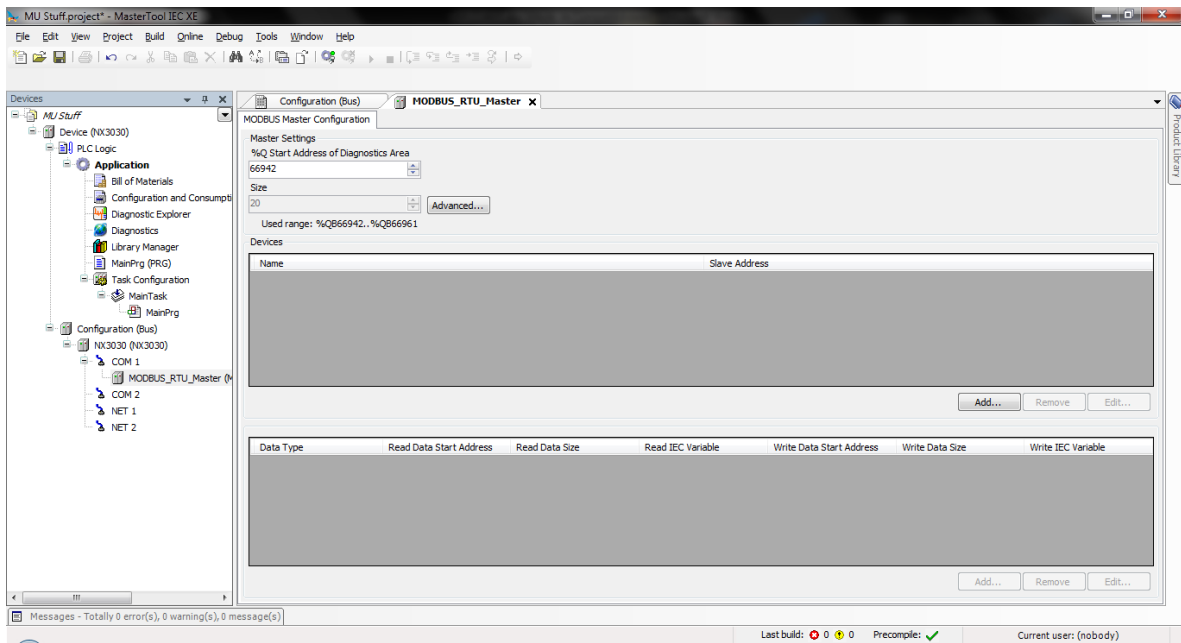 MU Stuff.project* - MasterTool IEC XE
File Edit View Project Build Online Debug Tools Window Help
Devices
MU Stuff
Device (NX3030)
PLC Logic
Application
Bill of Materials
Configuration and Consumpti
Diagnostic Explorer
Diagnostics
Library Manager
MainPrg (PRG)
Task Configuration
MainTask
MainPrg
Configuration (Bus)
NX3030 (NX3030)
COM 1
MODBUS_RTU_Master (M
COM 2
NET 1
NET 2
Configuration (Bus) MODBUS_RTU_Master
MODBUS Master Configuration
Master Settings
%Q Start Address of Diagnostics Area
66942
Size
20 Advanced...
Used range: %QB66942..%QB66961
Devices
Name Slave Address
Add... Remove Edit...
Data Type Read Data Start Address Read Data Size Read IEC Variable Write Data Start Address Write Data Size Write IEC Variable
Add... Remove Edit...
Product Library
Messages - Totally 0 error(s), 0 warning(s), 0 message(s)
Last build: 0 0 Precompile: Current user: (nobody)